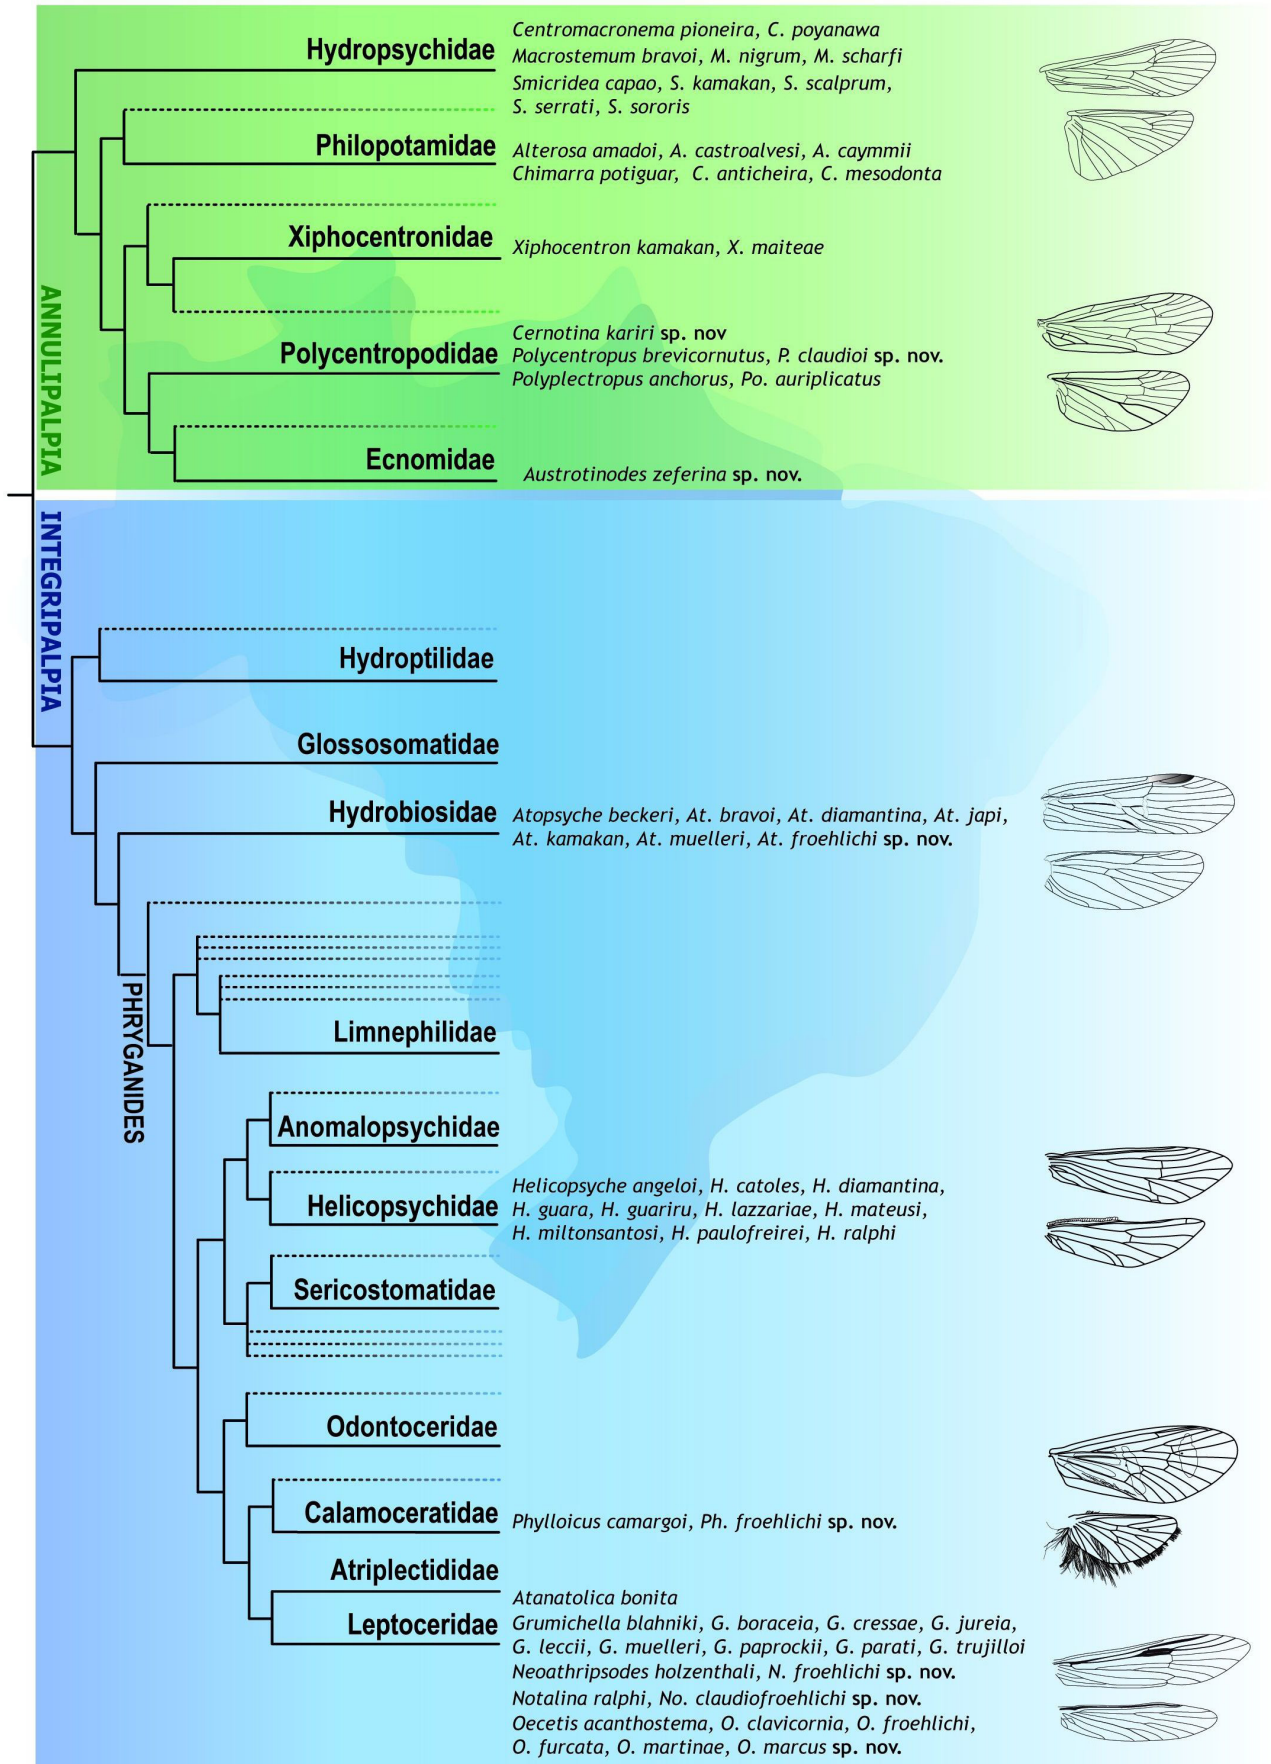 Hydropsychidae
Centromacronema pioneira, C. poyanawa
Macrostemum bravoi, M. nigrum, M. scharfi
Smicridea capao, S. kamakan, S. scalprum,
S. serrati, S. sororis
Philopotamidae
Alterosa amadoi, A. castroalvesi, A. caymmii
Chimarra potiguar, C. anticheira, C. mesodonta
Xiphocentronidae
Xiphocentron kamakan, X. maiteae
ANNULIPALPIA
Polycentropodidae
Cernotina kariri sp. nov
Polycentropus brevicornutus, P. claudioi sp. nov.
Polyplectropus anchorus, Po. auriplicatus
Ecnomidae
Austrotinodes zeferina sp. nov.
INTEGRIPALPIA
Hydroptilidae
Glossosomatidae
Hydrobiosidae
Atopsyche beckeri, At. bravoi, At. diamantina, At. japi,
At. kamakan, At. muelleri, At. froehlichi sp. nov.
PHRYGANIDES
Limnephilidae
Anomalopsychidae
Helicopsychidae
Helicopsyche angeloi, H. catoles, H. diamantina,
H. guara, H. guariru, H. lazzariae, H. mateusi,
H. miltonsantosi, H. paulofreirei, H. ralphi
Sericostomatidae
Odontoceridae
Calamoceratidae
Phylloicus camargoi, Ph. froehlichi sp. nov.
Atriplectididae
Leptoceridae
Atanatolica bonita
Grumichella blahniki, G. boraceia, G. cressae, G. jureia,
G. leccii, G. muelleri, G. paprockii, G. parati, G. trujilloi
Neoathripsodes holzenthali, N. froehlichi sp. nov.
Notalina ralphi, No. claudiofroehlichi sp. nov.
Oecetis acanthostema, O. clavicornia, O. froehlichi,
O. furcata, O. martinae, O. marcus sp. nov.